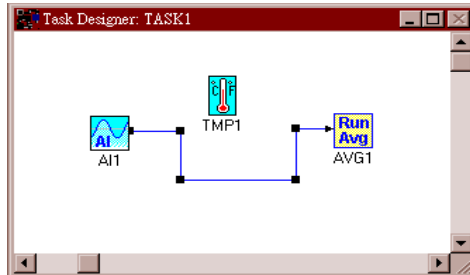 Task Designer: TASK1
°C °F
TMP1
AI
AI1
Run
Avg
AVG1